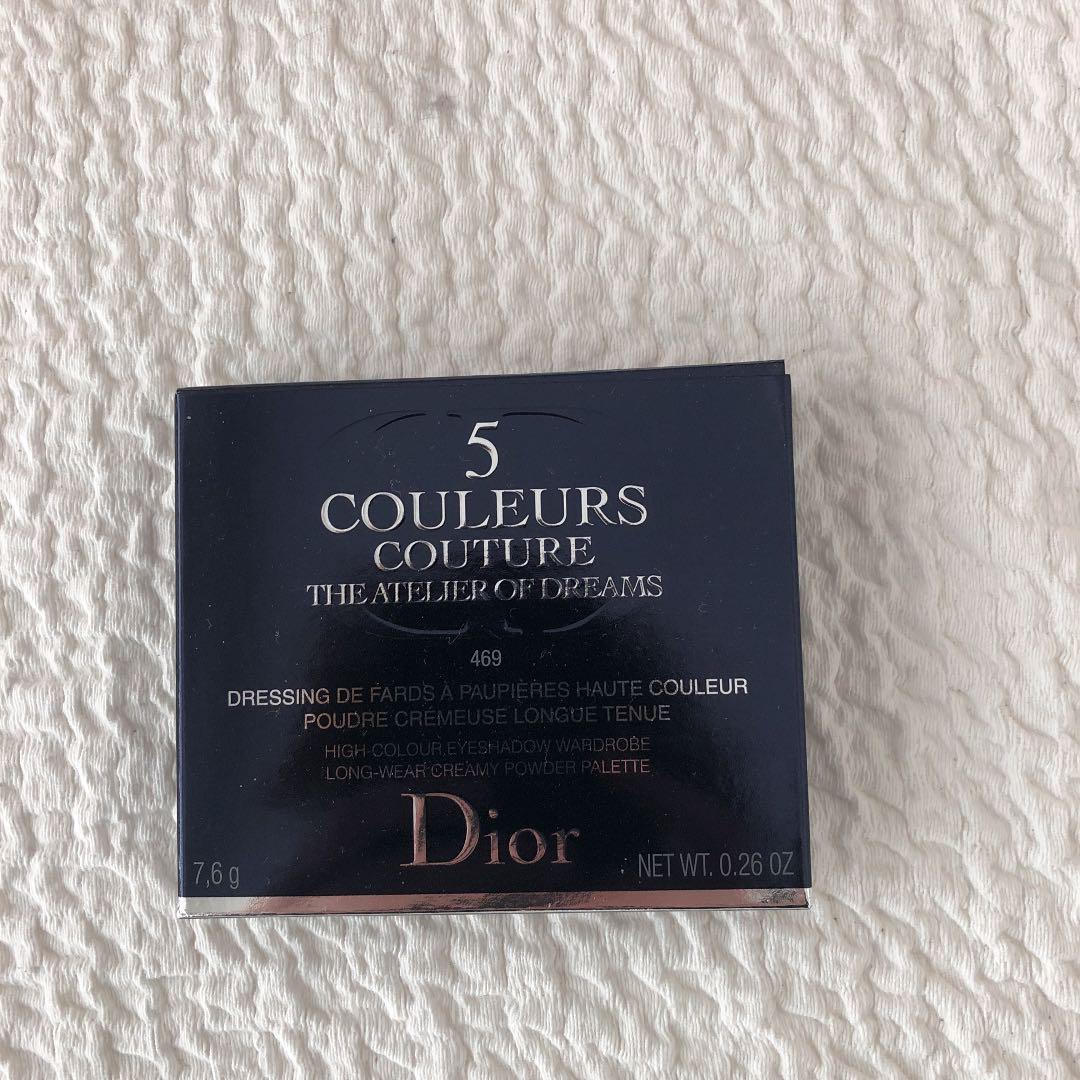 5
COULEURS
COUTURE
THE ATELIER OF DREAMS
469
DRESSING DE FARDS À PAUPIÈRES HAUTE COULEUR
POUDRE CRÉMEUSE LONGUE TENUE
HIGH-COLOUR EYESHADOW WARDROBE
LONG-WEAR CREAMY POWDER PALETTE
Dior
7,6 g NET WT. 0.26 OZ